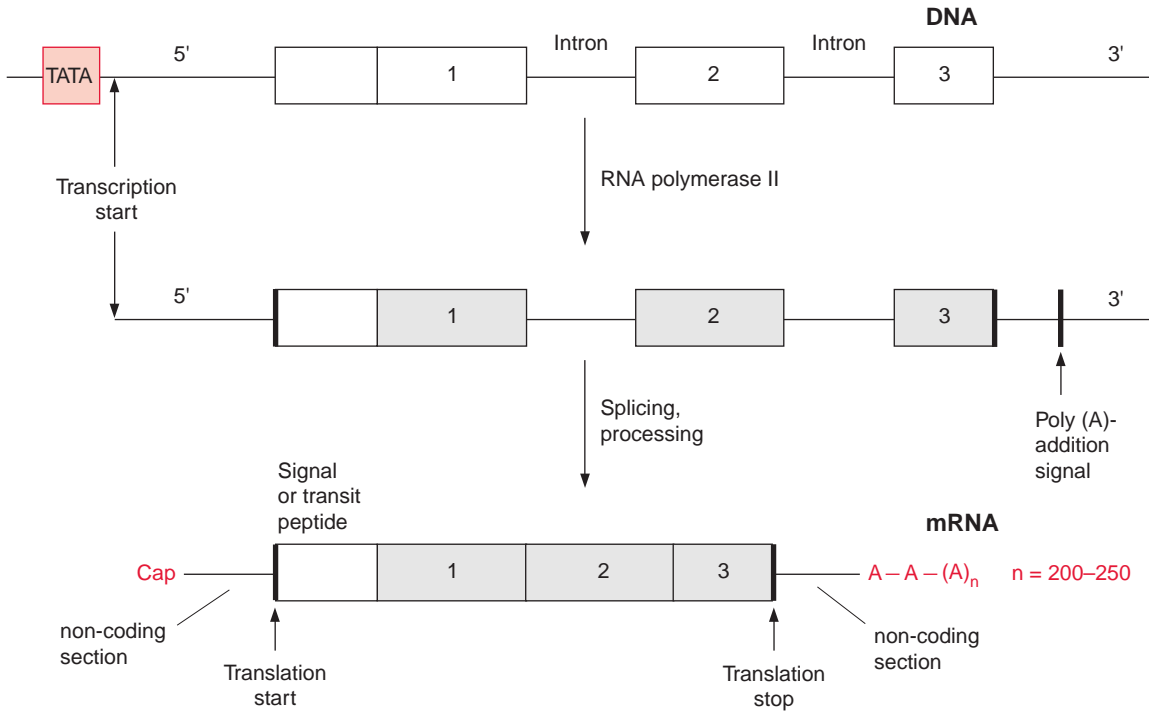 DNA
5'
Intron
Intron
3'
TATA
1
2
3
Transcription
start
RNA polymerase II
5'
3'
1
2
3
Splicing,
processing
Poly (A)-
addition
signal
Signal
or transit
peptide
mRNA
Cap
1
2
3
A – A – (A)n n = 200–250
non-coding
section
Translation
start
Translation
stop
non-coding
section